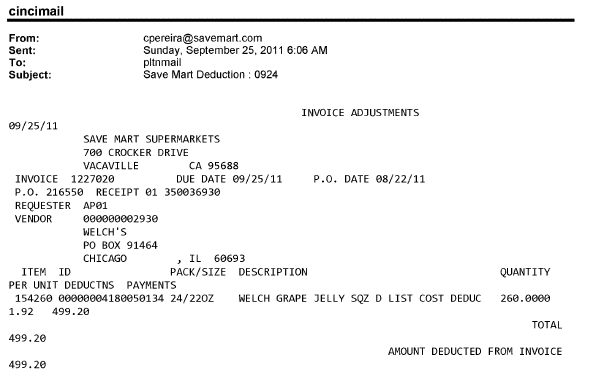 cincimail
From: cpereira@savemart.com
Sent: Sunday, September 25, 2011 6:06 AM
To: pltnmail
Subject: Save Mart Deduction : 0924
INVOICE ADJUSTMENTS
09/25/11
SAVE MART SUPERMARKETS
700 CROCKER DRIVE
VACAVILLE CA 95688
INVOICE 1227020 DUE DATE 09/25/11 P.O. DATE 08/22/11
P.O. 216550 RECEIPT 01 350036930
REQUESTER AP01
VENDOR 000000002930
WELCH'S
PO BOX 91464
CHICAGO , IL 60693
ITEM ID PACK/SIZE DESCRIPTION QUANTITY
PER UNIT DEDUCTNS PAYMENTS
154260 00000004180050134 24/22OZ WELCH GRAPE JELLY SQZ D LIST COST DEDUC 260.0000
1.92 499.20
TOTAL
499.20
AMOUNT DEDUCTED FROM INVOICE
499.20